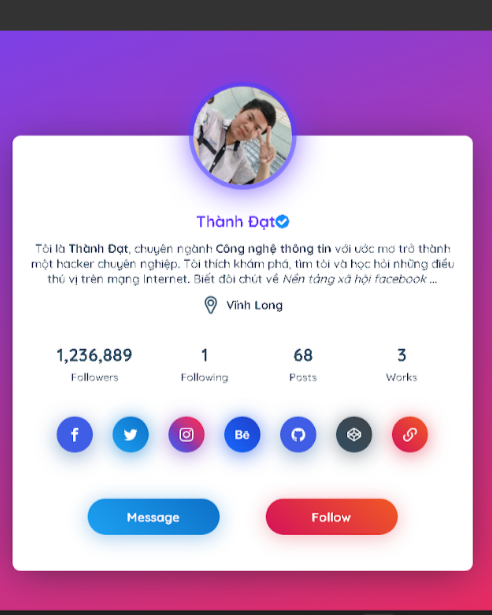 Thành Đạt
Tôi là Thành Đạt, chuyên ngành Công nghệ thông tin với ước mơ trở thành
một hacker chuyên nghiệp. Tôi thích khám phá, tìm tòi và học hỏi những điều
thú vị trên mạng Internet. Biết đôi chút về Nền tảng xã hội facebook ...
Vĩnh Long
1,236,889 1 68 3
Followers Following Posts Works
Bē
Message Follow